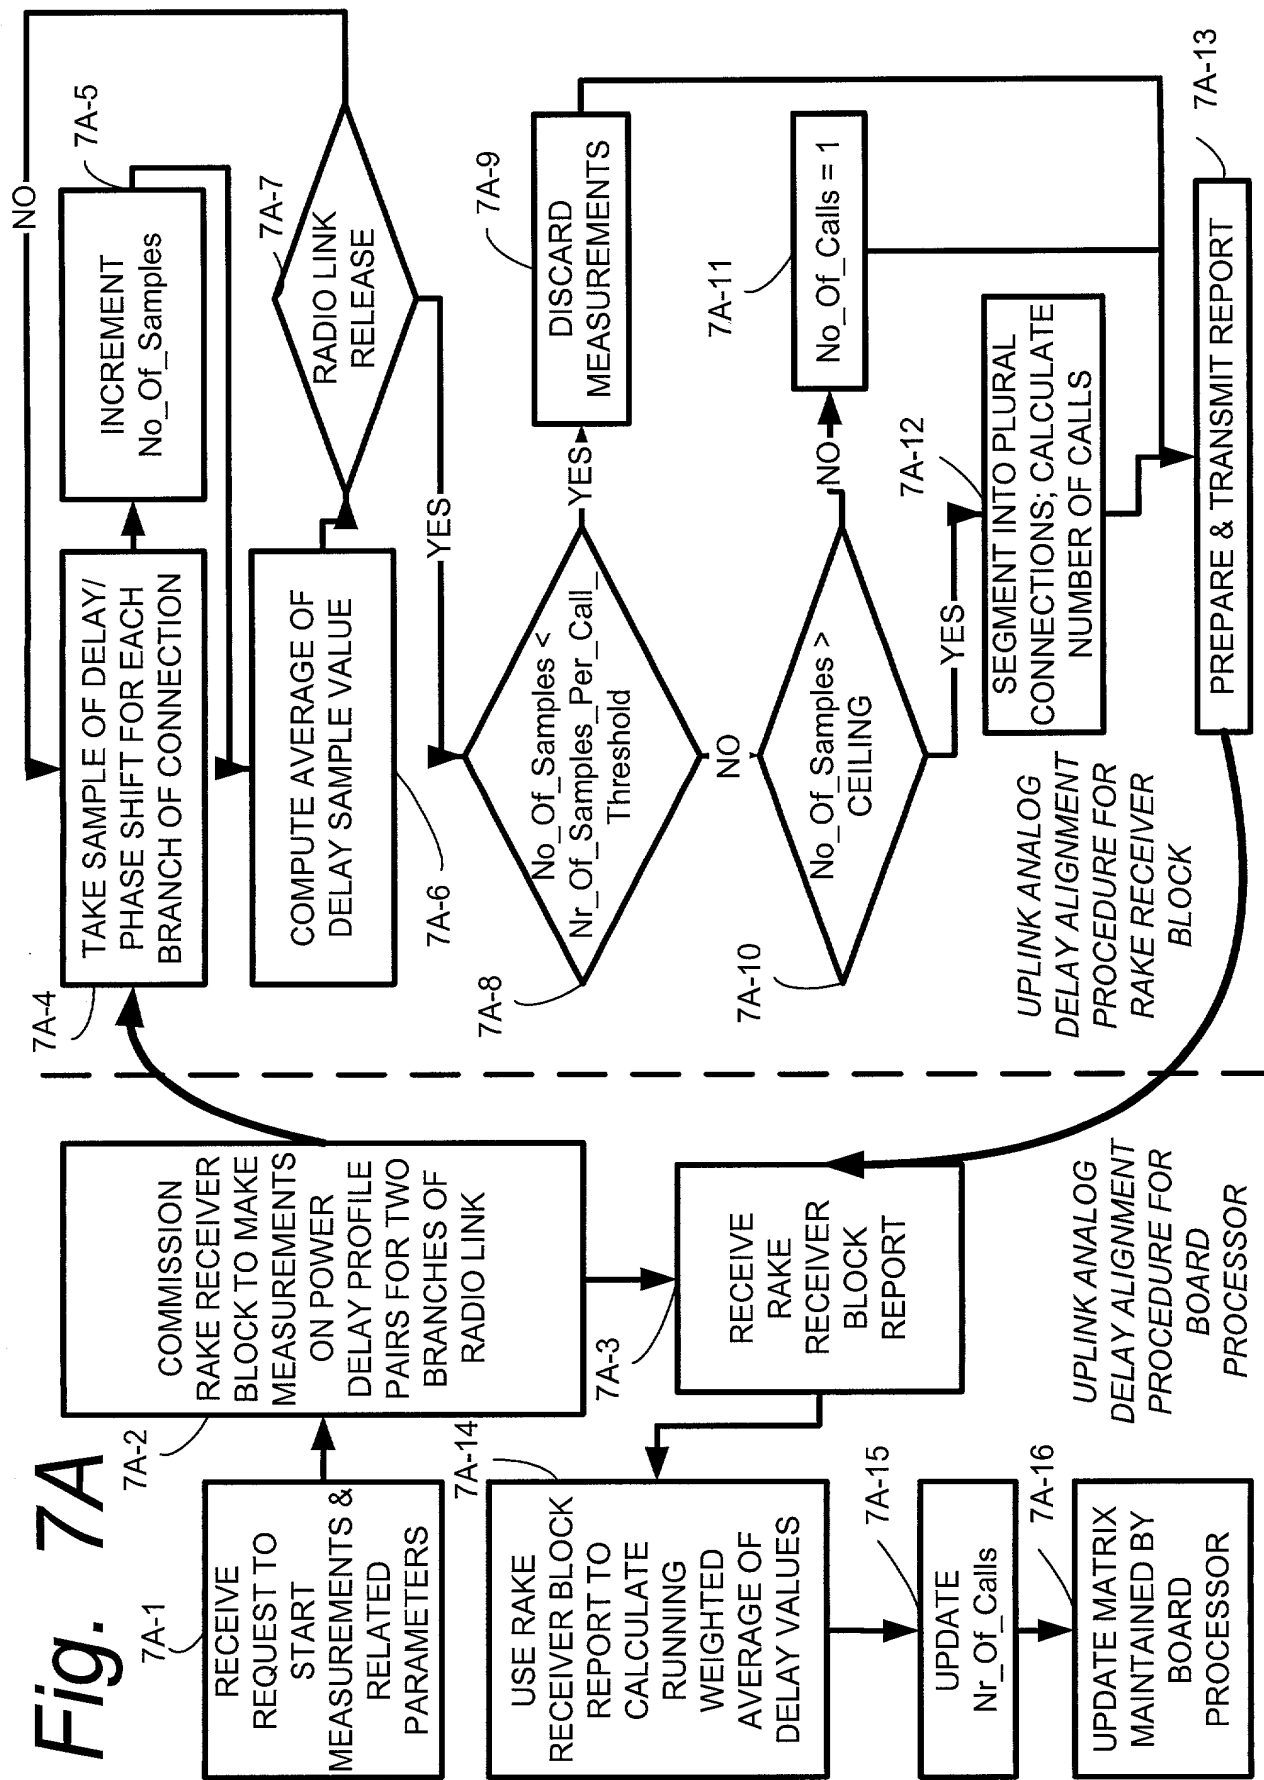 Fig. 7A
7A-1
RECEIVE
REQUEST TO
START
MEASUREMENTS &
RELATED
PARAMETERS
7A-2
COMMISSION
RAKE RECEIVER
BLOCK TO MAKE
MEASUREMENTS
ON POWER
DELAY PROFILE
PAIRS FOR TWO
BRANCHES OF
RADIO LINK
7A-3
RECEIVE
RAKE
RECEIVER
BLOCK
REPORT
7A-14
USE RAKE
RECEIVER BLOCK
REPORT TO
CALCULATE
RUNNING
WEIGHTED
AVERAGE OF
DELAY VALUES
7A-15
UPDATE
Nr_Of_Calls
7A-16
UPDATE MATRIX
MAINTAINED BY
BOARD
PROCESSOR
UPLINK ANALOG
DELAY ALIGNMENT
PROCEDURE FOR
BOARD
PROCESSOR
7A-4
TAKE SAMPLE OF DELAY/
PHASE SHIFT FOR EACH
BRANCH OF CONNECTION
7A-5
INCREMENT
No_Of_Samples
NO
7A-6
COMPUTE AVERAGE OF
DELAY SAMPLE VALUE
7A-7
RADIO LINK
RELEASE
YES
7A-8
No_Of_Samples <
Nr_Of_Samples_Per_Call_
Threshold
YES
7A-9
DISCARD
MEASUREMENTS
NO
7A-10
No_Of_Samples >
CEILING
NO
7A-11
No_Of_Calls = 1
YES
7A-12
SEGMENT INTO PLURAL
CONNECTIONS; CALCULATE
NUMBER OF CALLS
7A-13
PREPARE & TRANSMIT REPORT
UPLINK ANALOG
DELAY ALIGNMENT
PROCEDURE FOR
RAKE RECEIVER
BLOCK